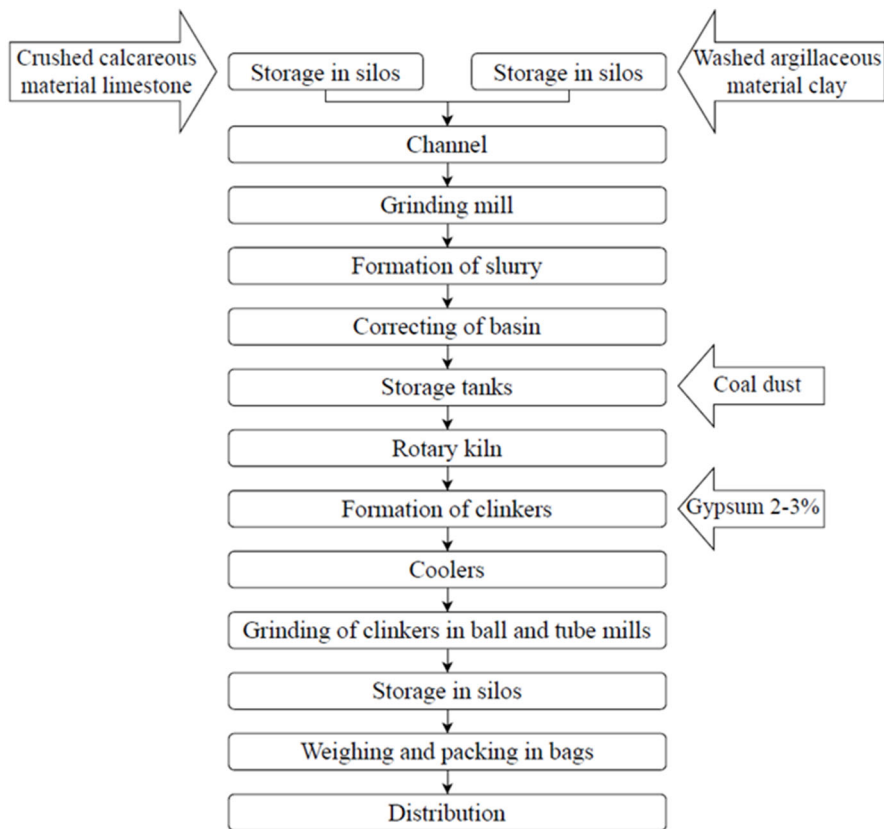 Crushed calcareous
material limestone
Storage in silos
Storage in silos
Washed argillaceous
material clay
Channel
Grinding mill
Formation of slurry
Correcting of basin
Storage tanks
Coal dust
Rotary kiln
Formation of clinkers
Gypsum 2-3%
Coolers
Grinding of clinkers in ball and tube mills
Storage in silos
Weighing and packing in bags
Distribution